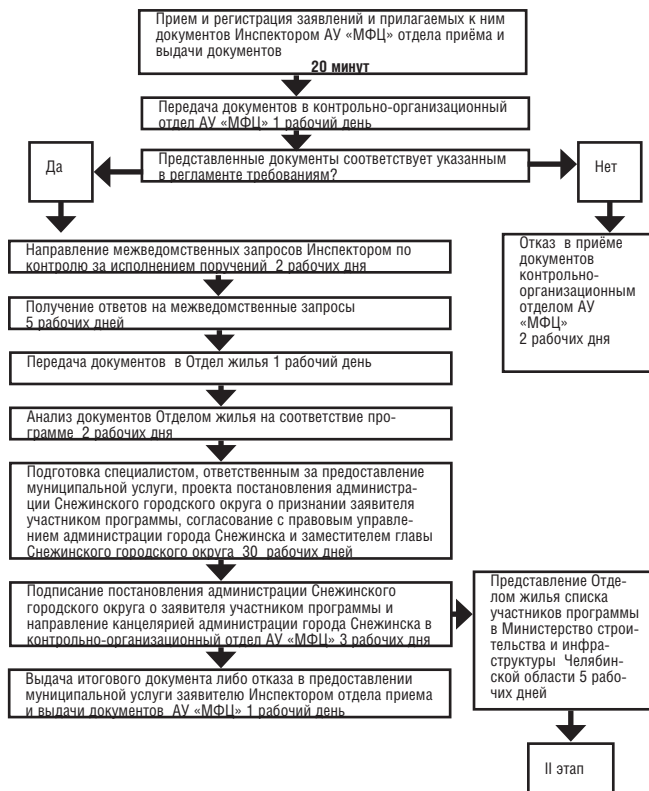 Прием и регистрация заявлений и прилагаемых к ним
документов Инспектором АУ «МФЦ» отдела приёма и
выдачи документов
20 минут
Передача документов в контрольно-организационный
отдел АУ «МФЦ» 1 рабочий день
Да
Представленные документы соответствует указанным
в регламенте требованиям?
Нет
Направление межведомственных запросов Инспектором по
контролю за исполнением поручений 2 рабочих дня
Отказ в приёме
документов
контрольно-
организационным
отделом АУ
«МФЦ»
2 рабочих дня
Получение ответов на межведомственные запросы
5 рабочих дней
Передача документов в Отдел жилья 1 рабочий день
Анализ документов Отделом жилья на соответствие про-
грамме 2 рабочих дня
Подготовка специалистом, ответственным за предоставление
муниципальной услуги, проекта постановления администра-
ции Снежинского городского округа о признании заявителя
участником программы, согласование с правовым управле-
нием администрации города Снежинска и заместителем главы
Снежинского городского округа 30 рабочих дней
Подписание постановления администрации Снежинского
городского округа о заявителя участником программы и
направление канцелярией администрации города Снежинска в
контрольно-организационный отдел АУ «МФЦ» 3 рабочих дня
Представление Отде-
лом жилья списка
участников программы
в Министерство строи-
тельства и инфра-
структуры Челябин-
ской области 5 рабо-
чих дней
Выдача итогового документа либо отказа в предоставлении
муниципальной услуги заявителю Инспектором отдела приема
и выдачи документов АУ «МФЦ» 1 рабочий день
II этап